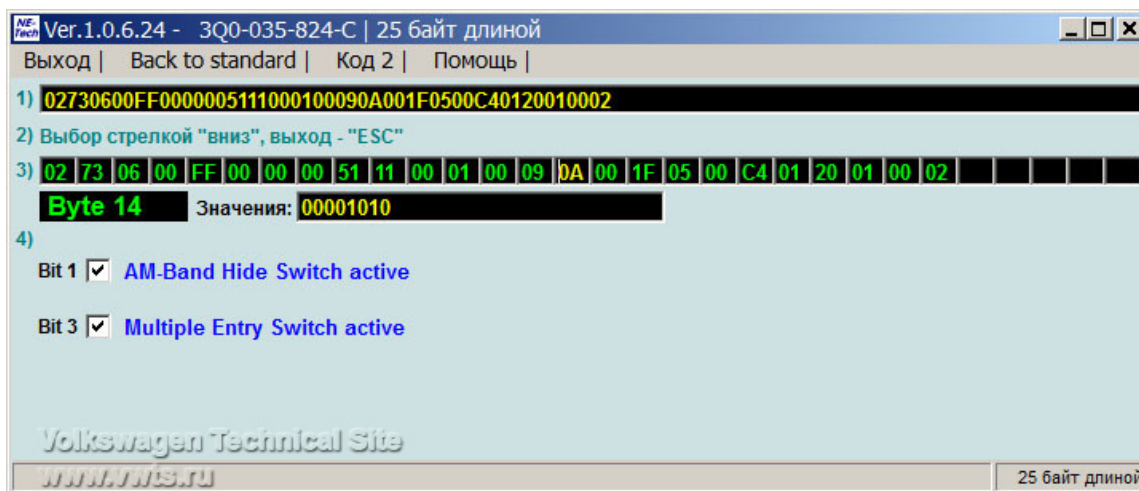 NE-Tech Ver.1.0.6.24 - 3Q0-035-824-C | 25 байт длиной
Выход | Back to standard | Код 2 | Помощь |
1) 02730600FF0000005111000100090A001F0500C40120010002
2) Выбор стрелкой "вниз", выход - "ESC"
3) 02 73 06 00 FF 00 00 00 51 11 00 01 00 09 0A 00 1F 05 00 C4 01 20 01 00 02
Byte 14 Значения: 00001010
4)
Bit 1 AM-Band Hide Switch active
Bit 3 Multiple Entry Switch active
Volkswagen Technical Site
www.vwts.ru
25 байт длиной